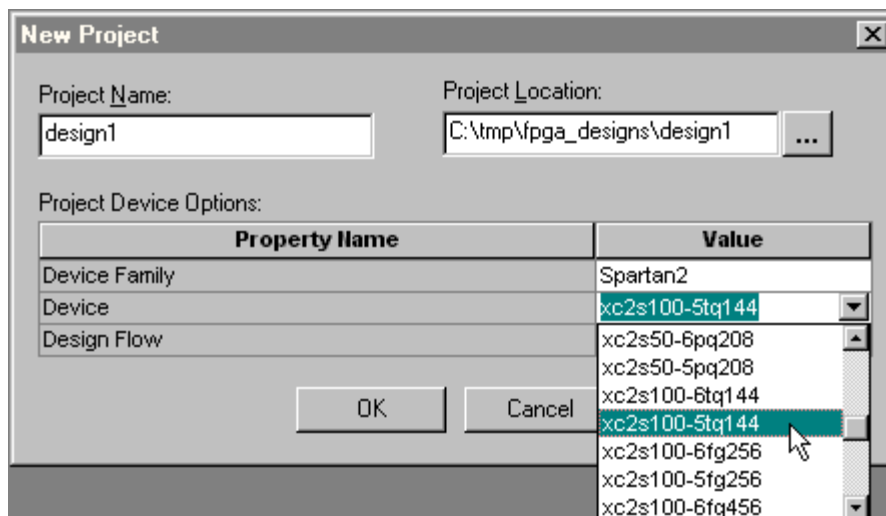 New Project
Project Name:
Project Location:
design1
C:\tmp\fpga_designs\design1
...
Project Device Options:
Property Name
Value
Device Family
Spartan2
Device
xc2s100-5tq144
Design Flow
xc2s50-6pq208
xc2s50-5pq208
xc2s100-6tq144
xc2s100-5tq144
xc2s100-6fg256
xc2s100-5fg256
xc2s100-6fg456
OK
Cancel